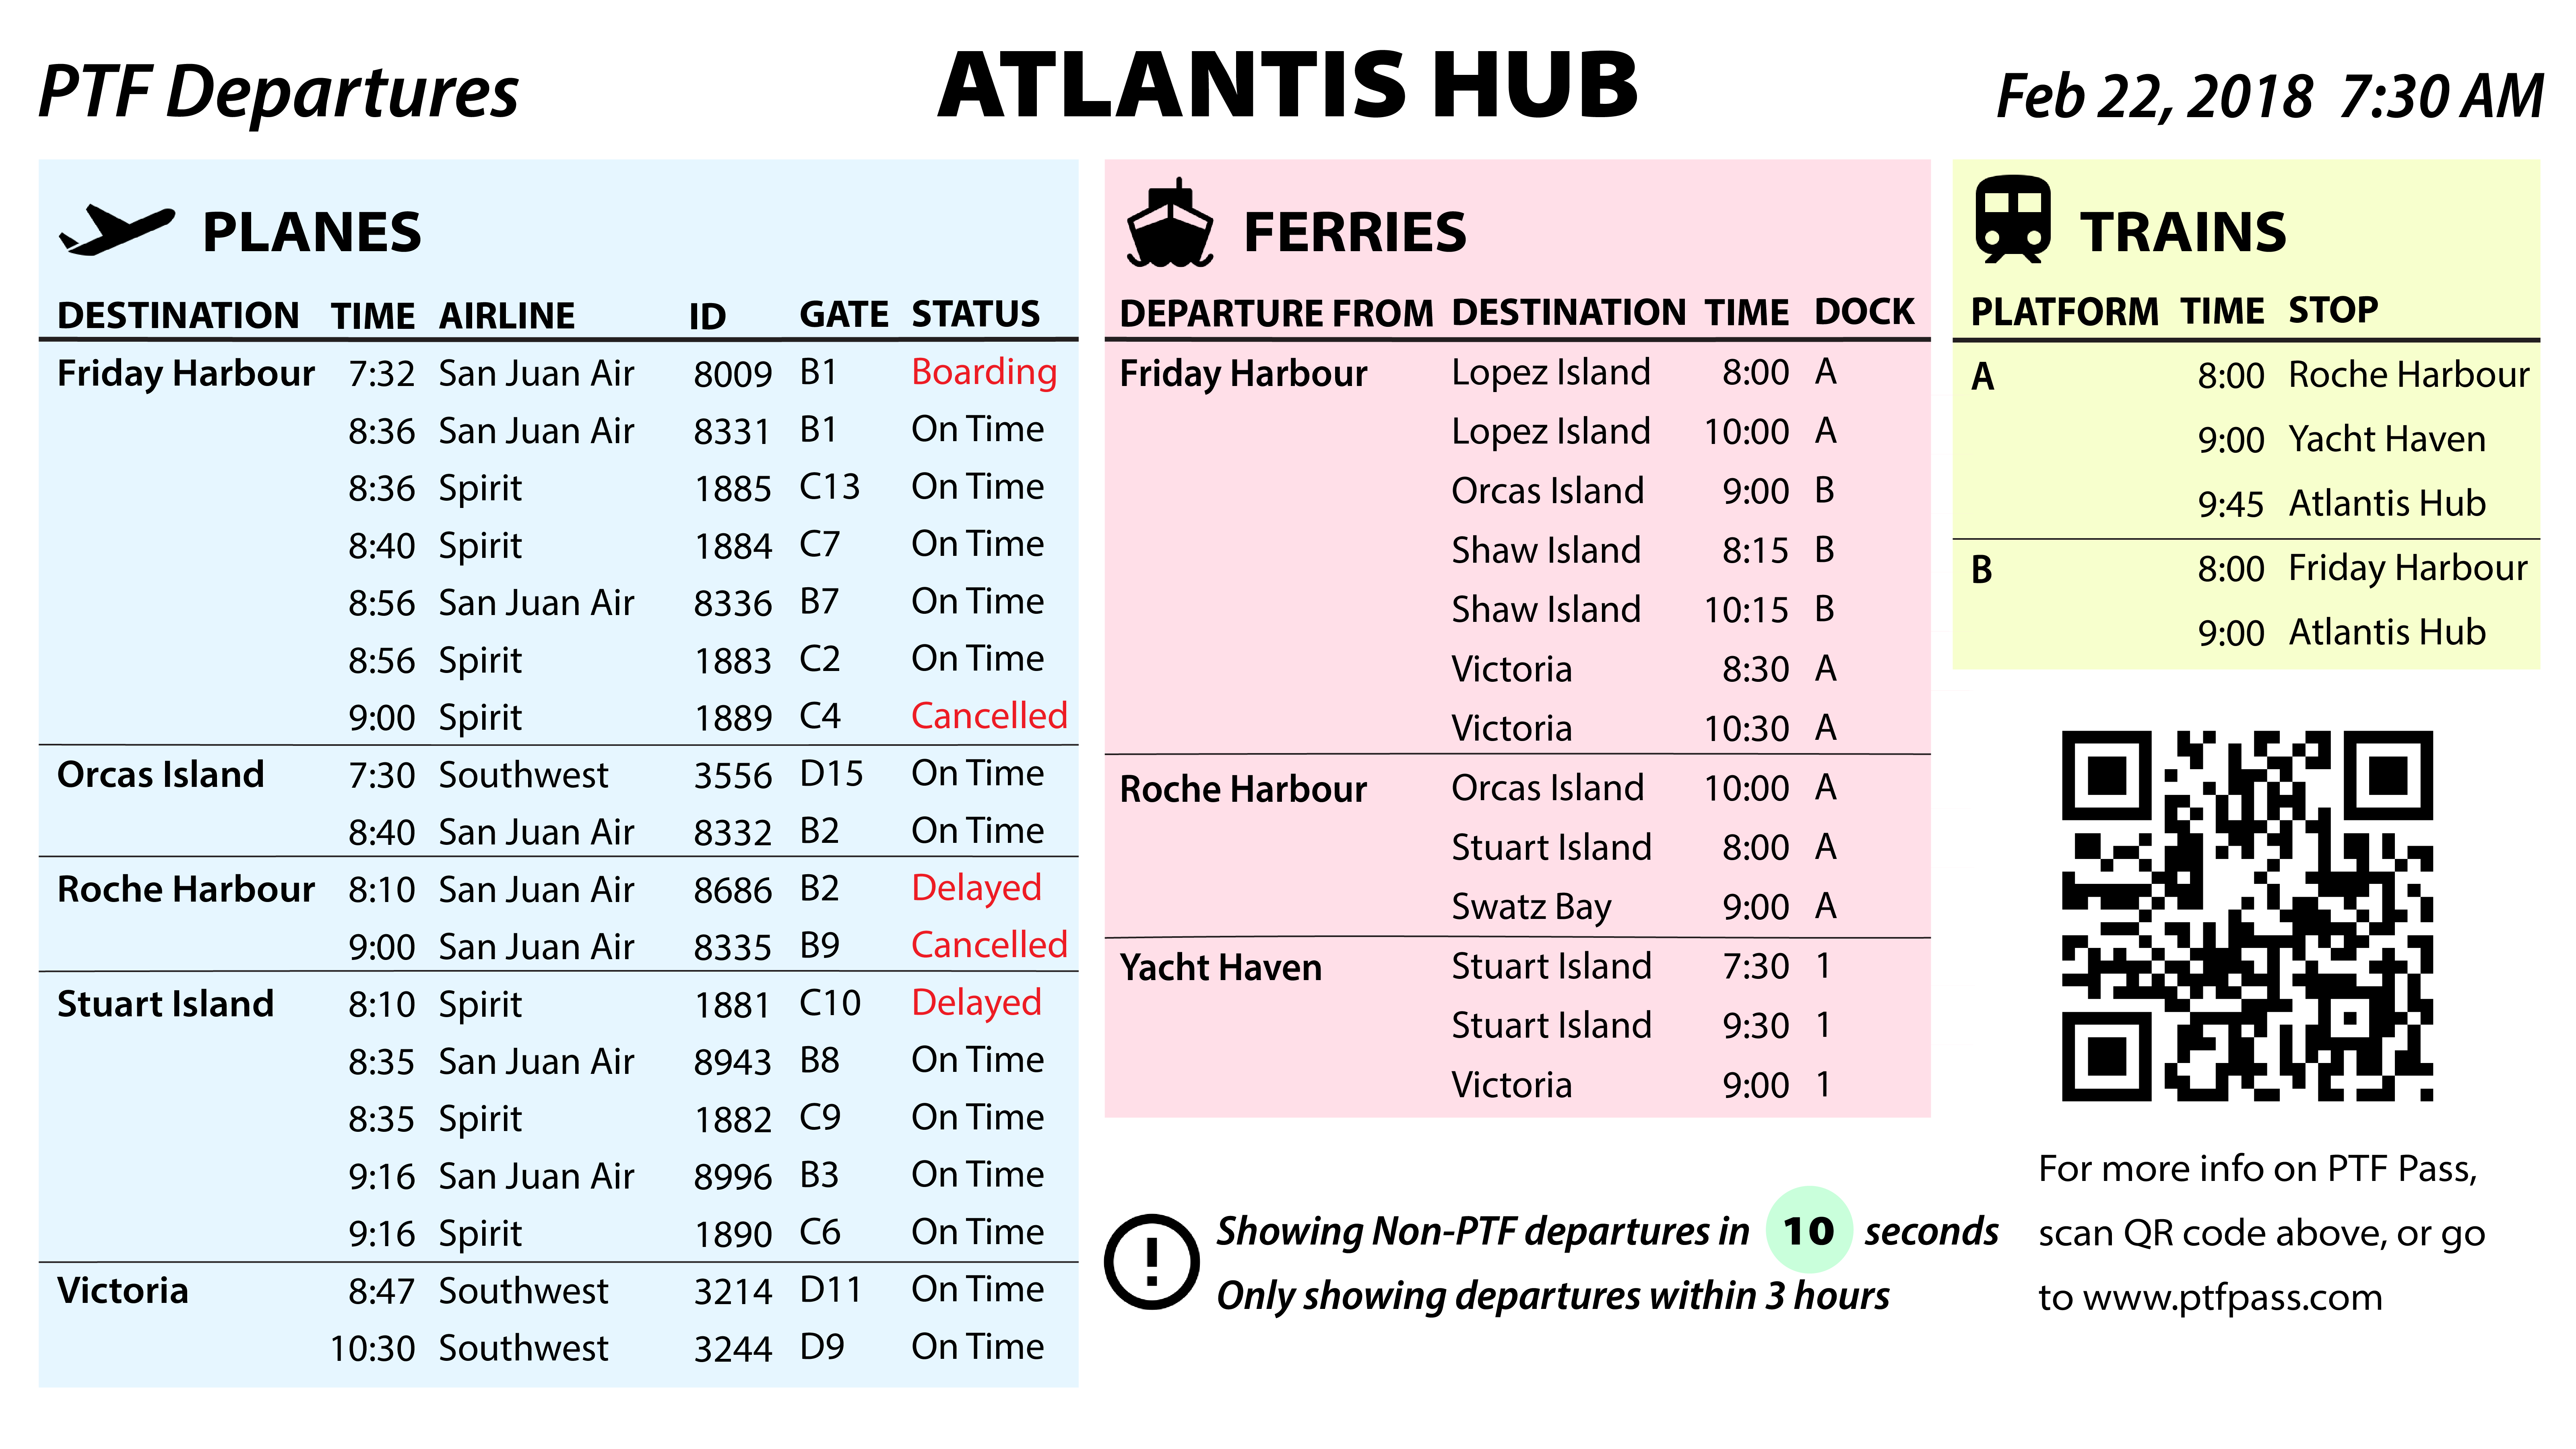 PTF Departures ATLANTIS HUB Feb 22, 2018 7:30 AM
PLANES
DESTINATION TIME AIRLINE ID GATE STATUS
Friday Harbour 7:32 San Juan Air 8009 B1 Boarding
8:36 San Juan Air 8331 B1 On Time
8:36 Spirit 1885 C13 On Time
8:40 Spirit 1884 C7 On Time
8:56 San Juan Air 8336 B7 On Time
8:56 Spirit 1883 C2 On Time
9:00 Spirit 1889 C4 Cancelled
Orcas Island 7:30 Southwest 3556 D15 On Time
8:40 San Juan Air 8332 B2 On Time
Roche Harbour 8:10 San Juan Air 8686 B2 Delayed
9:00 San Juan Air 8335 B9 Cancelled
Stuart Island 8:10 Spirit 1881 C10 Delayed
8:35 San Juan Air 8943 B8 On Time
8:35 Spirit 1882 C9 On Time
9:16 San Juan Air 8996 B3 On Time
9:16 Spirit 1890 C6 On Time
Victoria 8:47 Southwest 3214 D11 On Time
10:30 Southwest 3244 D9 On Time
FERRIES
DEPARTURE FROM DESTINATION TIME DOCK
Friday Harbour Lopez Island 8:00 A
Lopez Island 10:00 A
Orcas Island 9:00 B
Shaw Island 8:15 B
Shaw Island 10:15 B
Victoria 8:30 A
Victoria 10:30 A
Roche Harbour Orcas Island 10:00 A
Stuart Island 8:00 A
Swatz Bay 9:00 A
Yacht Haven Stuart Island 7:30 1
Stuart Island 9:30 1
Victoria 9:00 1
! Showing Non-PTF departures in 10 seconds
Only showing departures within 3 hours
TRAINS
PLATFORM TIME STOP
A 8:00 Roche Harbour
9:00 Yacht Haven
9:45 Atlantis Hub
B 8:00 Friday Harbour
9:00 Atlantis Hub
For more info on PTF Pass,
scan QR code above, or go
to www.ptfpass.com